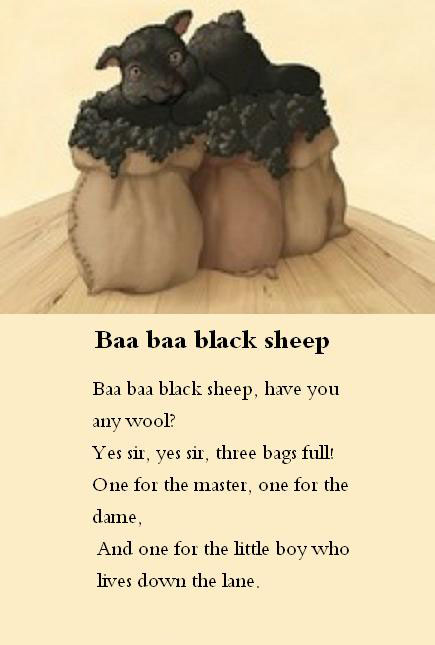 Baa baa black sheep
Baa baa black sheep, have you
any wool?
Yes sir, yes sir, three bags full!
One for the master, one for the
dame,
And one for the little boy who
lives down the lane.